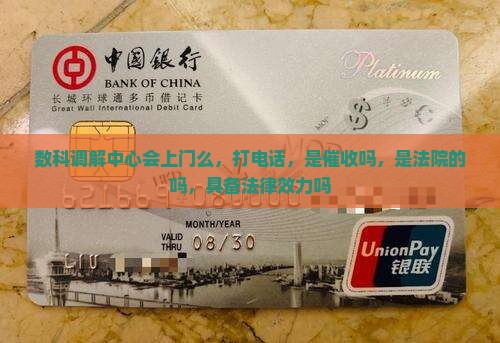 中國銀行
Platinum
BANK OF CHINA
长城环球通多币借记卡
Great Wall International Debit Card
数科调解中心会上门么，打电话，是催收吗，是法院的
吗，具备法律效力吗
MONTH/YEAR
VALID
THRU 08/30
UnionPay
银联